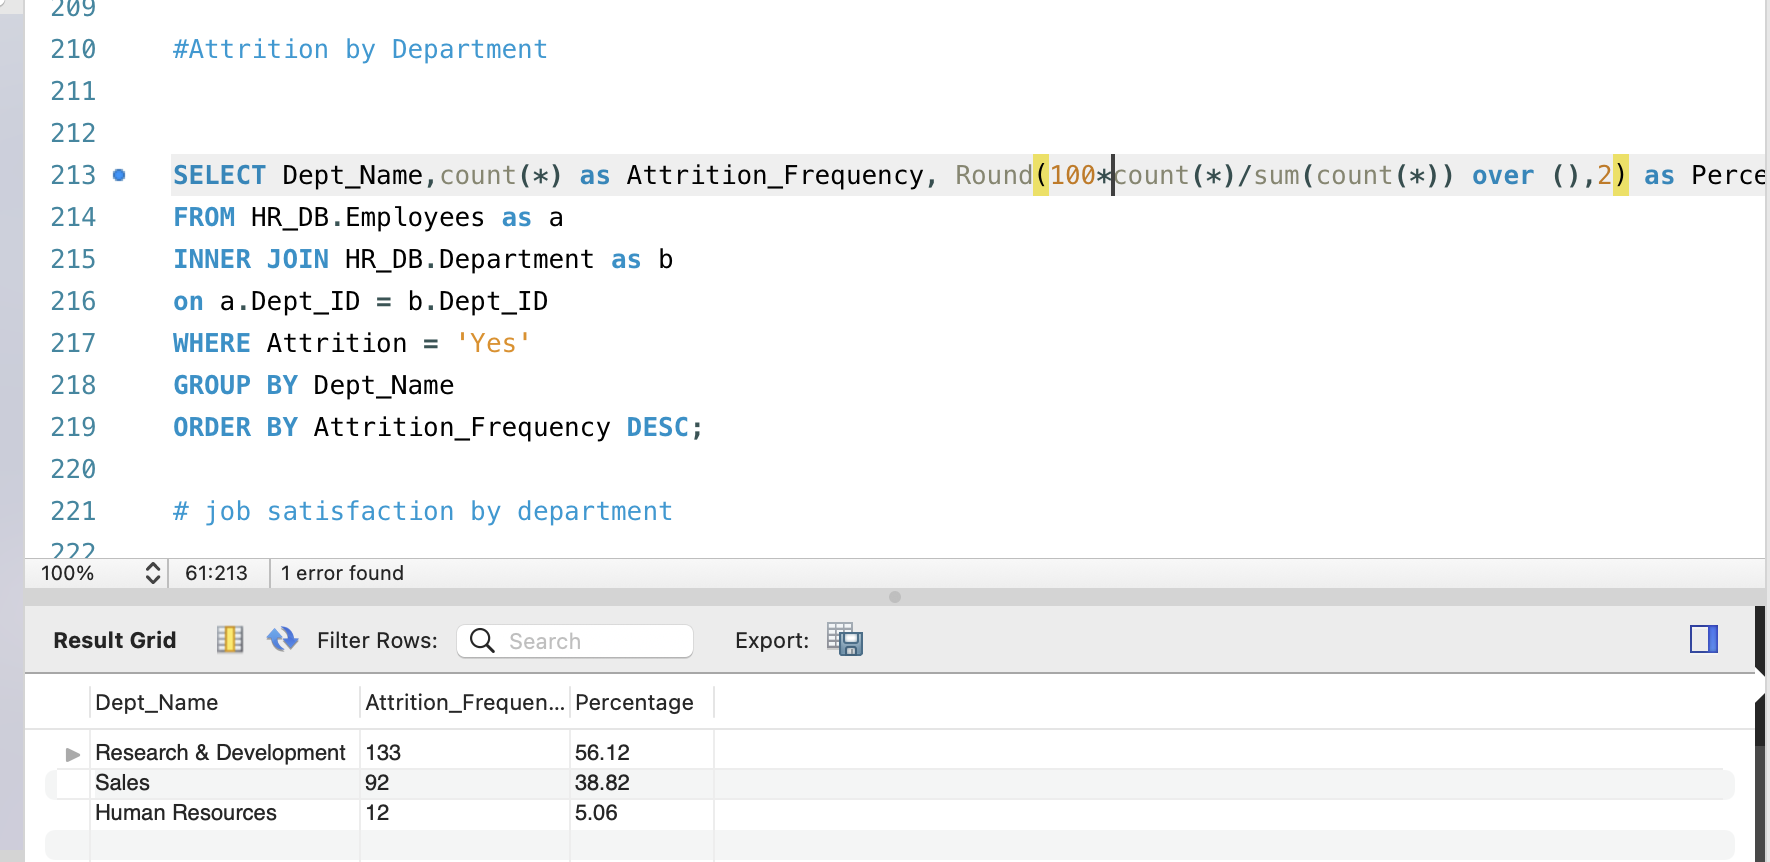 209
210 #Attrition by Department
211
212
213 SELECT Dept_Name,count(*) as Attrition_Frequency, Round(100*count(*)/sum(count(*)) over (),2) as Perce
214 FROM HR_DB.Employees as a
215 INNER JOIN HR_DB.Department as b
216 on a.Dept_ID = b.Dept_ID
217 WHERE Attrition = 'Yes'
218 GROUP BY Dept_Name
219 ORDER BY Attrition_Frequency DESC;
220
221 # job satisfaction by department
222
100% 61:213 1 error found
Result Grid Filter Rows: Search Export:
Dept_Name Attrition_Frequen... Percentage
Research & Development 133 56.12
Sales 92 38.82
Human Resources 12 5.06